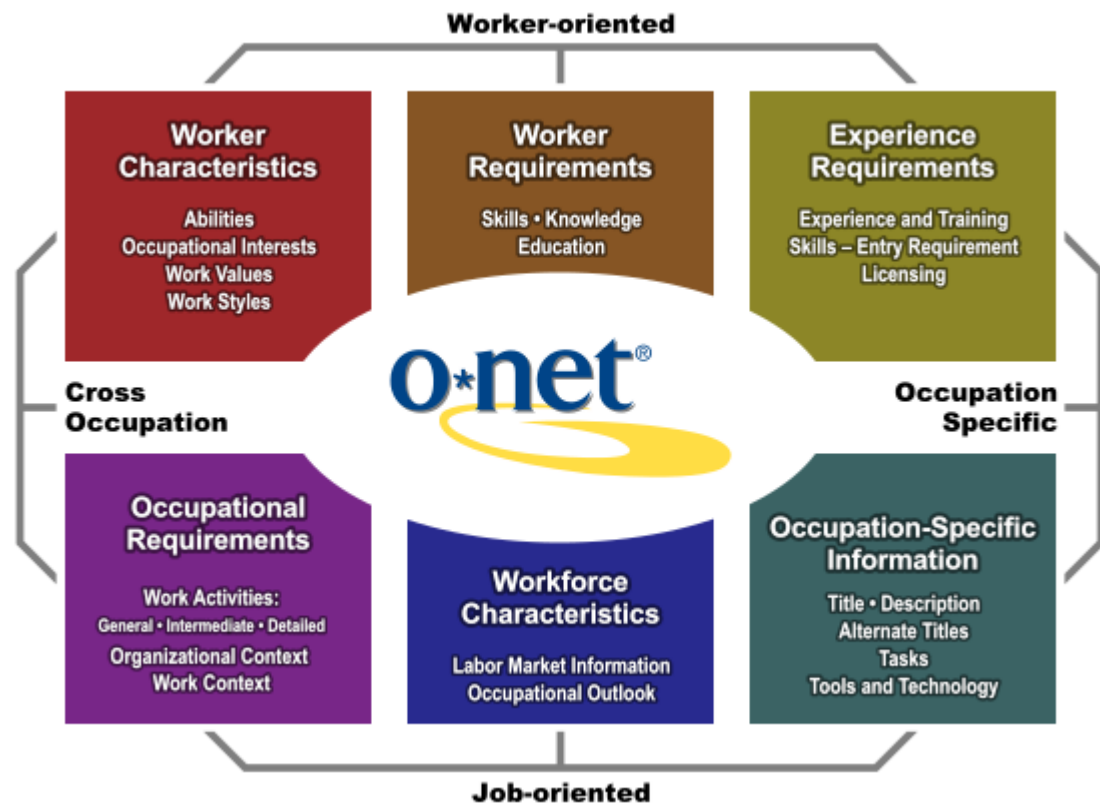 Worker-oriented
Worker
Characteristics
Abilities
Occupational Interests
Work Values
Work Styles
Worker
Requirements
Skills • Knowledge
Education
Experience
Requirements
Experience and Training
Skills – Entry Requirement
Licensing
o*net®
Cross
Occupation
Occupation
Specific
Occupational
Requirements
Work Activities:
General • Intermediate • Detailed
Organizational Context
Work Context
Workforce
Characteristics
Labor Market Information
Occupational Outlook
Occupation-Specific
Information
Title • Description
Alternate Titles
Tasks
Tools and Technology
Job-oriented